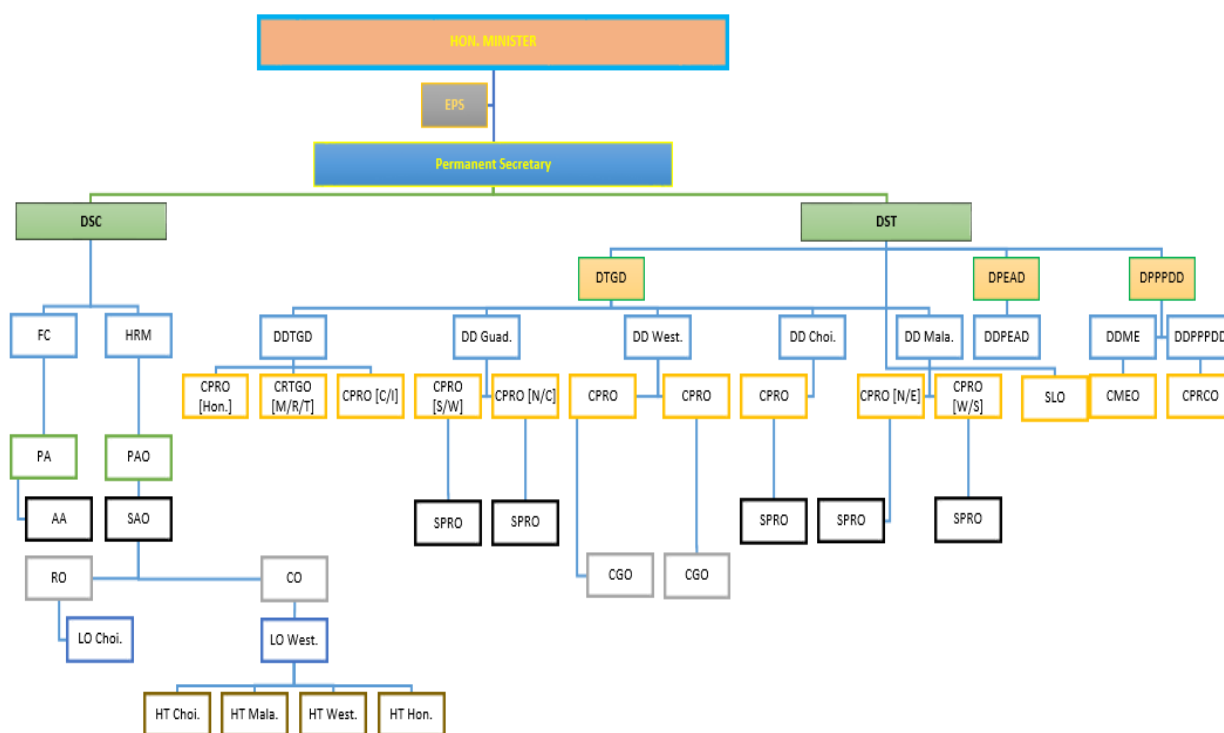 HON. MINISTER
EPS
Permanent Secretary
DSC
DST
DTGD
DPEAD
DPPPDD
FC
HRM
DDTGD
DD Guad.
DD West.
DD Choi.
DD Mala.
DDPEAD
DDME
DDPPPDD
CPRO
[Hon.]
CRTGO
[M/R/T]
CPRO [C/I]
CPRO
[S/W]
CPRO [N/C]
CPRO
CPRO
CPRO
CPRO [N/E]
CPRO
[W/S]
SLO
CMEO
CPRCO
PA
PAO
AA
SAO
SPRO
SPRO
SPRO
SPRO
SPRO
RO
CO
CGO
CGO
LO Choi.
LO West.
HT Choi.
HT Mala.
HT West.
HT Hon.